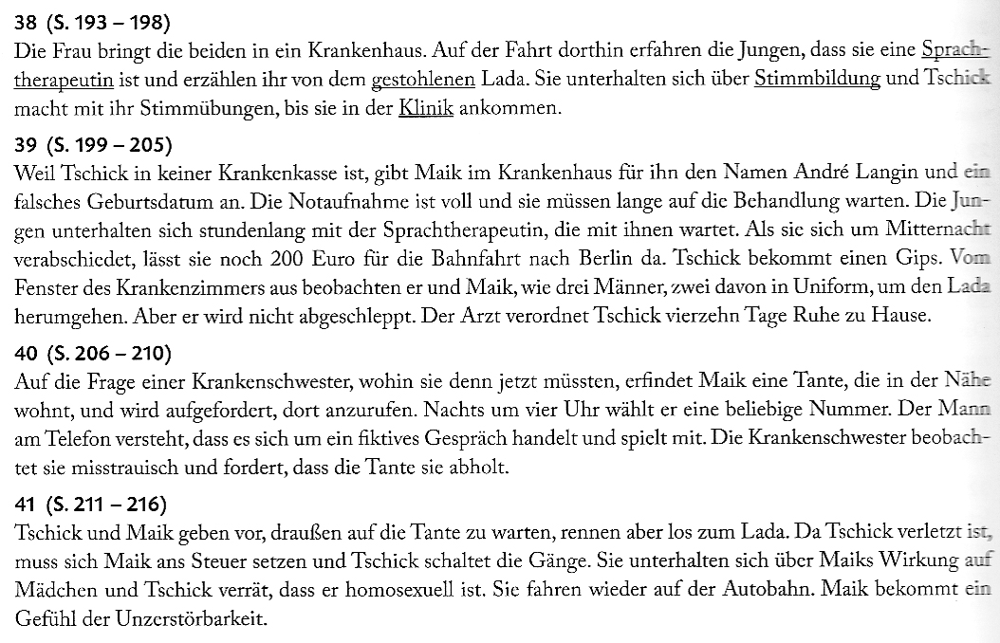 38 (S. 193 – 198)
Die Frau bringt die beiden in ein Krankenhaus. Auf der Fahrt dorthin erfahren die Jungen, dass sie eine Sprach-
therapeutin ist und erzählen ihr von dem gestohlenen Lada. Sie unterhalten sich über Stimmbildung und Tschick
macht mit ihr Stimmübungen, bis sie in der Klinik ankommen.
39 (S. 199 – 205)
Weil Tschick in keiner Krankenkasse ist, gibt Maik im Krankenhaus für ihn den Namen André Langin und ein
falsches Geburtsdatum an. Die Notaufnahme ist voll und sie müssen lange auf die Behandlung warten. Die Jun-
gen unterhalten sich stundenlang mit der Sprachtherapeutin, die mit ihnen wartet. Als sie sich um Mitternacht
verabschiedet, lässt sie noch 200 Euro für die Bahnfahrt nach Berlin da. Tschick bekommt einen Gips. Vom
Fenster des Krankenzimmers aus beobachten er und Maik, wie drei Männer, zwei davon in Uniform, um den Lada
herumgehen. Aber er wird nicht abgeschleppt. Der Arzt verordnet Tschick vierzehn Tage Ruhe zu Hause.
40 (S. 206 – 210)
Auf die Frage einer Krankenschwester, wohin sie denn jetzt müssten, erfindet Maik eine Tante, die in der Nähe
wohnt, und wird aufgefordert, dort anzurufen. Nachts um vier Uhr wählt er eine beliebige Nummer. Der Mann
am Telefon versteht, dass es sich um ein fiktives Gespräch handelt und spielt mit. Die Krankenschwester beobach-
tet sie misstrauisch und fordert, dass die Tante sie abholt.
41 (S. 211 – 216)
Tschick und Maik geben vor, draußen auf die Tante zu warten, rennen aber los zum Lada. Da Tschick verletzt ist,
muss sich Maik ans Steuer setzen und Tschick schaltet die Gänge. Sie unterhalten sich über Maiks Wirkung auf
Mädchen und Tschick verrät, dass er homosexuell ist. Sie fahren wieder auf der Autobahn. Maik bekommt ein
Gefühl der Unzerstörbarkeit.